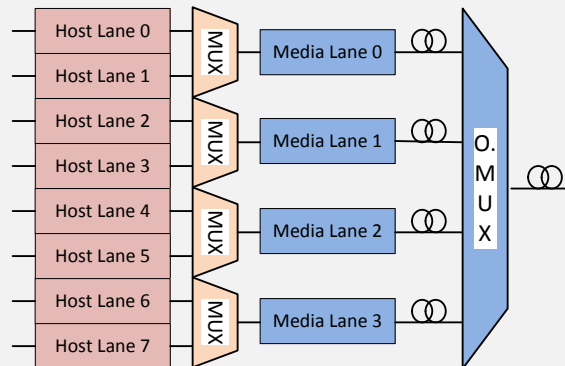 Host Lane 0
Host Lane 1
Host Lane 2
Host Lane 3
Host Lane 4
Host Lane 5
Host Lane 6
Host Lane 7
MUX
MUX
MUX
MUX
Media Lane 0
Media Lane 1
Media Lane 2
Media Lane 3
O.
M
U
X